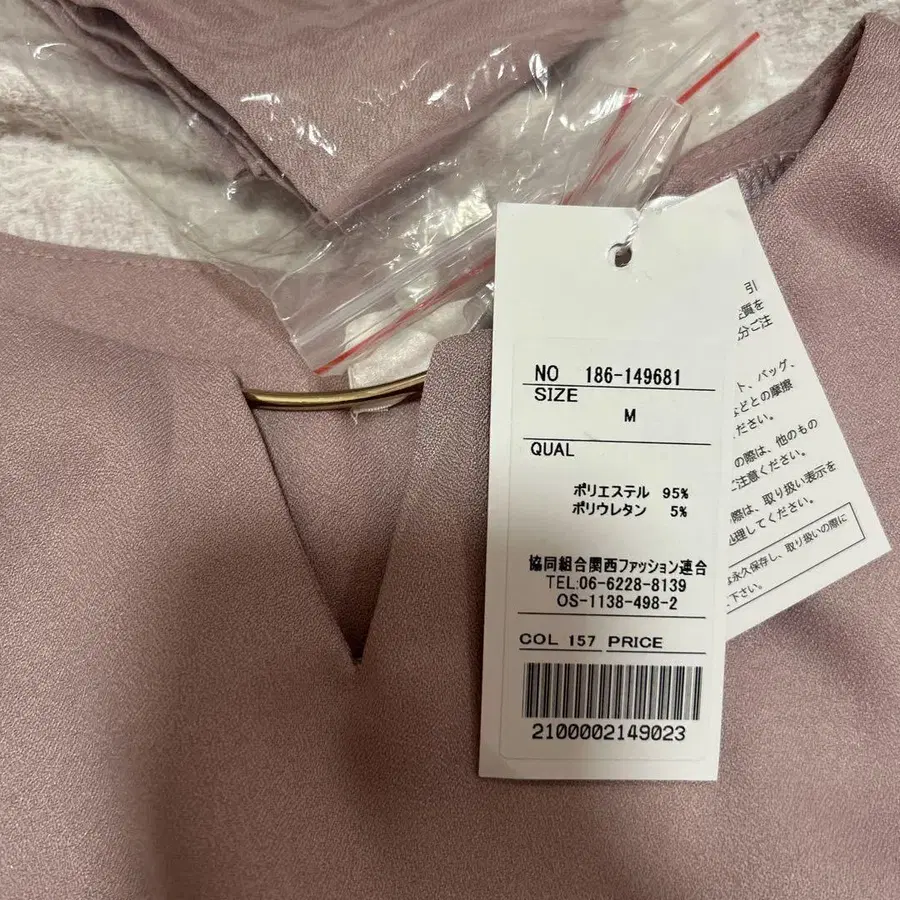 NO 186-149681
SIZE
M
QUAL
ポリエステル 95%
ポリウレタン 5%
協同組合関西ファッション連合
TEL:06-6228-8139
OS-1138-498-2
COL 157 PRICE
2100002149023
引
質を
分ご注
ト、バッグ、
などとの摩擦
ださい。
の際は、他のもの
ご注意ください。
際は、取り扱い表示を
処理してください。
永久保存し、取り扱いの際に
下さい。